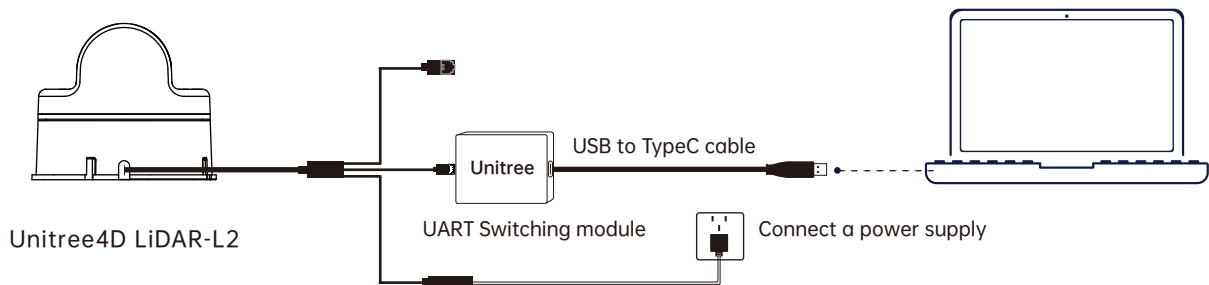 USB to TypeC cable
Unitree
UART Switching module
Connect a power supply
Unitree4D LiDAR-L2